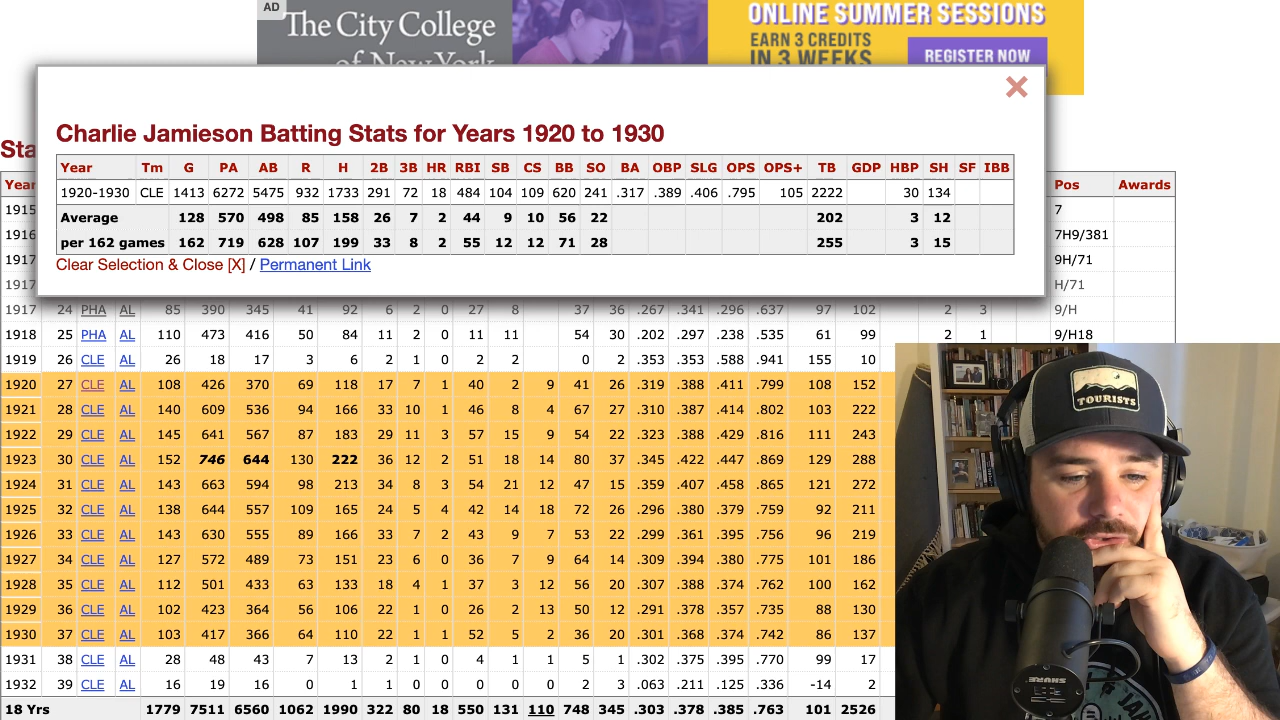 AD
The City College
of New York
ONLINE SUMMER SESSIONS
EARN 3 CREDITS
IN 3 WEEKS
REGISTER NOW
Charlie Jamieson Batting Stats for Years 1920 to 1930
Year Tm G PA AB R H 2B 3B HR RBI SB CS BB SO BA OBP SLG OPS OPS+ TB GDP HBP SH SF IBB
1920-1930 CLE 1413 6272 5475 932 1733 291 72 18 484 104 109 620 241 .317 .389 .406 .795 105 2222 30 134
Average 128 570 498 85 158 26 7 2 44 9 10 56 22 202 3 12
per 162 games 162 719 628 107 199 33 8 2 55 12 12 71 28 255 3 15
Clear Selection & Close [X] / Permanent Link
Sta
Year Pos Awards
1915 7
1916 7H9/381
1917 9H/71
1917 H/71
1917 24 PHA AL 85 390 345 41 92 6 2 0 27 8 37 36 .267 .341 .296 .637 97 102 2 3 9/H
1918 25 PHA AL 110 473 416 50 84 11 2 0 11 11 54 30 .202 .297 .238 .535 61 99 2 1 9/H18
1919 26 CLE AL 26 18 17 3 6 2 1 0 2 2 0 2 .353 .353 .588 .941 155 10
1920 27 CLE AL 108 426 370 69 118 17 7 1 40 2 9 41 26 .319 .388 .411 .799 108 152
1921 28 CLE AL 140 609 536 94 166 33 10 1 46 8 4 67 27 .310 .387 .414 .802 103 222
1922 29 CLE AL 145 641 567 87 183 29 11 3 57 15 9 54 22 .323 .388 .429 .816 111 243
1923 30 CLE AL 152 746 644 130 222 36 12 2 51 18 14 80 37 .345 .422 .447 .869 129 288
1924 31 CLE AL 143 663 594 98 213 34 8 3 54 21 12 47 15 .359 .407 .458 .865 121 272
1925 32 CLE AL 138 644 557 109 165 24 5 4 42 14 18 72 26 .296 .380 .379 .759 92 211
1926 33 CLE AL 143 630 555 89 166 33 7 2 43 9 7 53 22 .299 .361 .395 .756 96 219
1927 34 CLE AL 127 572 489 73 151 23 6 0 36 7 9 64 14 .309 .394 .380 .775 101 186
1928 35 CLE AL 112 501 433 63 133 18 4 1 37 3 12 56 20 .307 .388 .374 .762 100 162
1929 36 CLE AL 102 423 364 56 106 22 1 0 26 2 13 50 12 .291 .378 .357 .735 88 130
1930 37 CLE AL 103 417 366 64 110 22 1 1 52 5 2 36 20 .301 .368 .374 .742 86 137
1931 38 CLE AL 28 48 43 7 13 2 1 0 4 1 1 5 1 .302 .375 .395 .770 99 17
1932 39 CLE AL 16 19 16 0 1 1 0 0 0 0 0 2 3 .063 .211 .125 .336 -14 2
18 Yrs 1779 7511 6560 1062 1990 322 80 18 550 131 110 748 345 .303 .378 .385 .763 101 2526
TOURISTS
SHURE